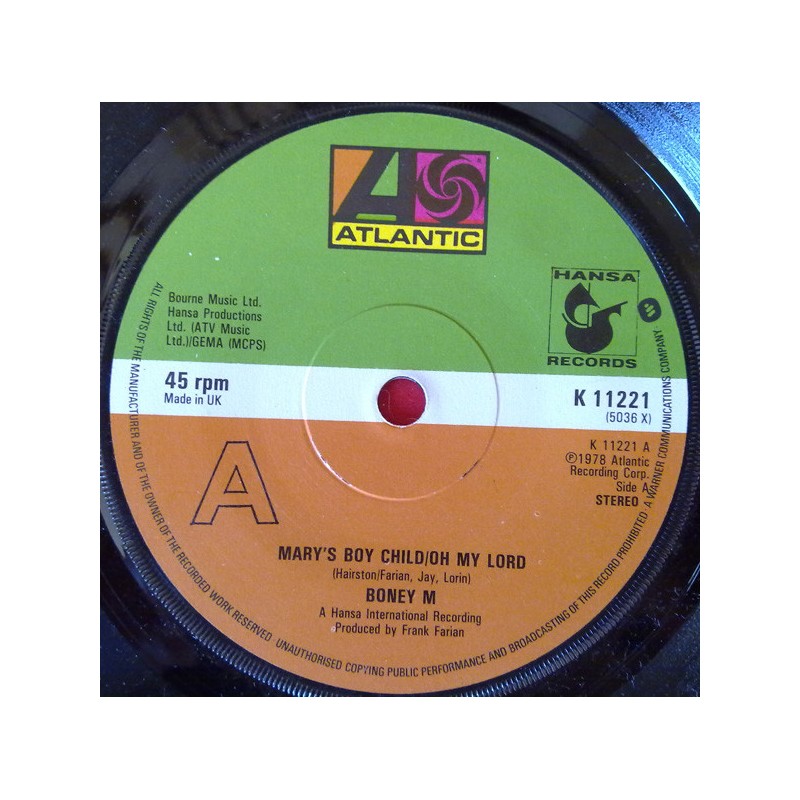 ATLANTIC
HANSA
RECORDS
Bourne Music Ltd.
Hansa Productions
Ltd. (ATV Music
Ltd.)/GEMA (MCPS)
45 rpm
Made in UK
K 11221
(5036 X)
A
K 11221 A
℗1978 Atlantic
Recording Corp.
Side A
STEREO
MARY'S BOY CHILD/OH MY LORD
(Hairston/Farian, Jay, Lorin)
BONEY M
A Hansa International Recording
Produced by Frank Farian
ALL RIGHTS OF THE MANUFACTURER AND OF THE OWNER OF THE RECORDED WORK RESERVED UNAUTHORISED COPYING PUBLIC PERFORMANCE AND BROADCASTING OF THIS RECORD PROHIBITED A WARNER COMMUNICATIONS COMPANY